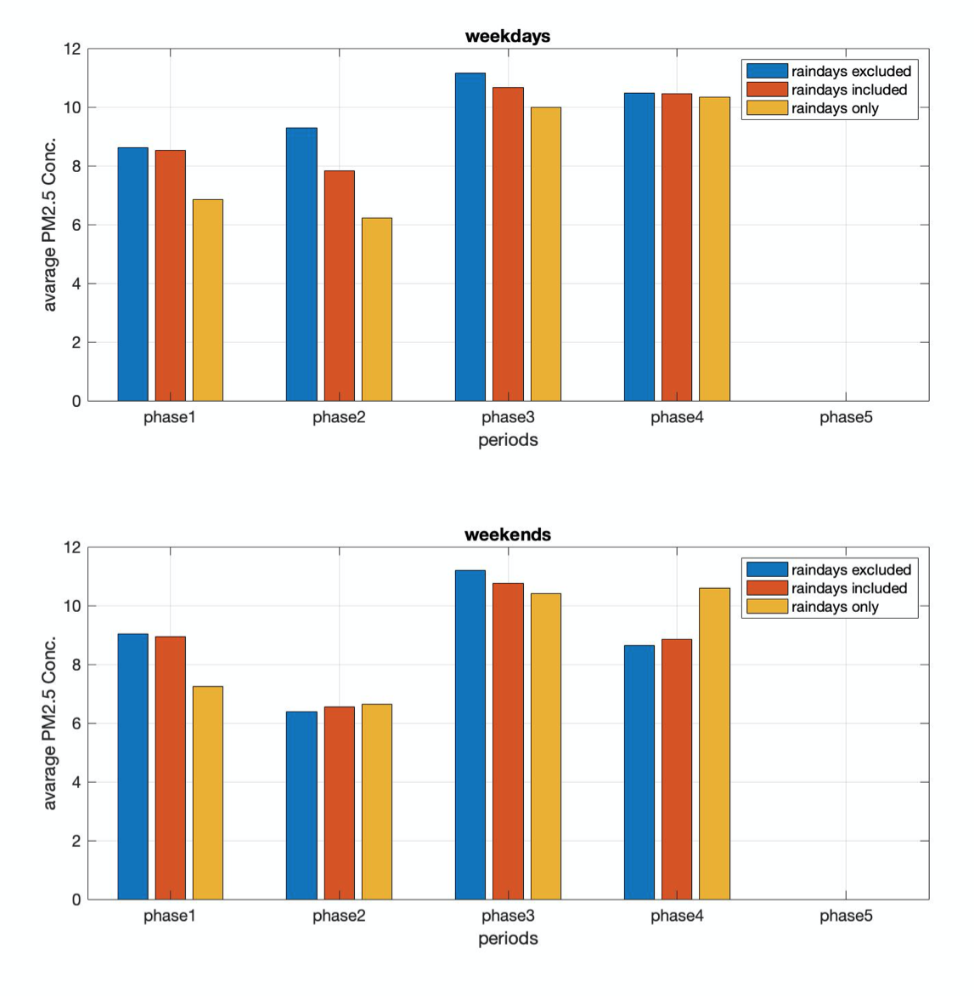 weekdays
12
10
8
6
4
2
0
avarage PM2.5 Conc.
raindays excluded
raindays included
raindays only
phase1 phase2 phase3 phase4 phase5
periods
weekends
12
10
8
6
4
2
0
avarage PM2.5 Conc.
raindays excluded
raindays included
raindays only
phase1 phase2 phase3 phase4 phase5
periods